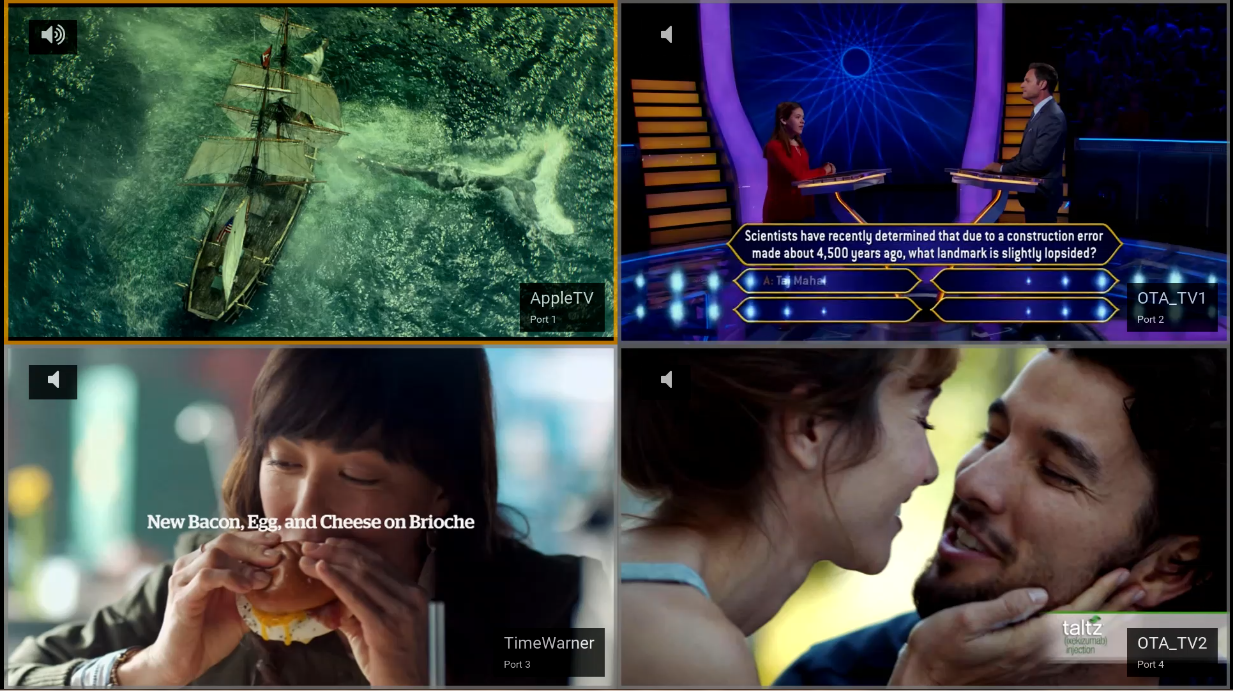 AppleTV
Port 1
Scientists have recently determined that due to a construction error
made about 4,500 years ago, what landmark is slightly lopsided?
A: Taj Mahal
OTA_TV1
Port 2
New Bacon, Egg, and Cheese on Brioche
TimeWarner
Port 3
taltz
(ixekizumab)
injection
OTA_TV2
Port 4